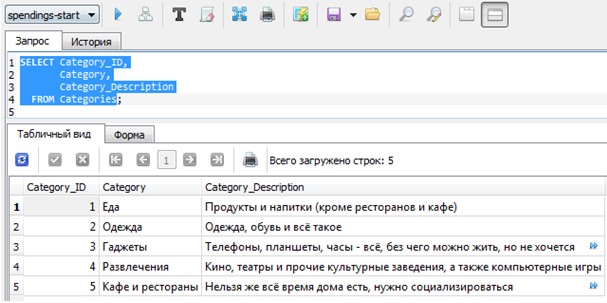 spendings-start
Запрос История
1 SELECT Category_ID,
2 Category,
3 Category_Description
4 FROM Categories;
5
Табличный вид Форма
1 Всего загружено строк: 5
Category_ID Category Category_Description
1 1 Еда Продукты и напитки (кроме ресторанов и кафе)
2 2 Одежда Одежда, обувь и всё такое
3 3 Гаджеты Телефоны, планшеты, часы - всё, без чего можно жить, но не хочется
4 4 Развлечения Кино, театры и прочие культурные заведения, а также компьютерные игры
5 5 Кафе и рестораны Нельзя же всё время дома есть, нужно социализироваться